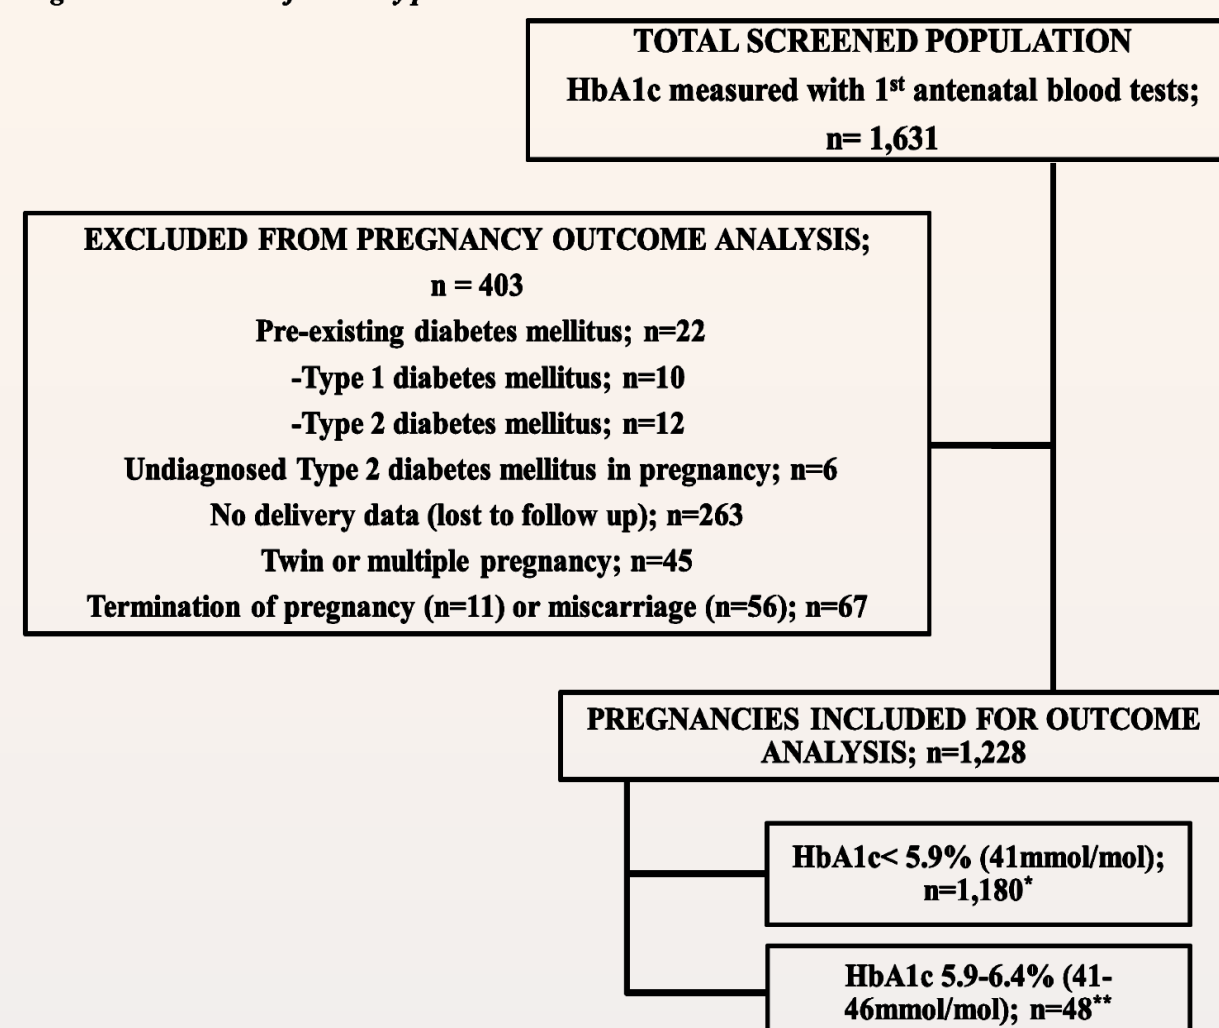 TOTAL SCREENED POPULATION
HbA1c measured with 1st antenatal blood tests;
n= 1,631
EXCLUDED FROM PREGNANCY OUTCOME ANALYSIS;
n = 403
Pre-existing diabetes mellitus; n=22
-Type 1 diabetes mellitus; n=10
-Type 2 diabetes mellitus; n=12
Undiagnosed Type 2 diabetes mellitus in pregnancy; n=6
No delivery data (lost to follow up); n=263
Twin or multiple pregnancy; n=45
Termination of pregnancy (n=11) or miscarriage (n=56); n=67
PREGNANCIES INCLUDED FOR OUTCOME
ANALYSIS; n=1,228
HbA1c< 5.9% (41mmol/mol);
n=1,180*
HbA1c 5.9-6.4% (41-
46mmol/mol); n=48**